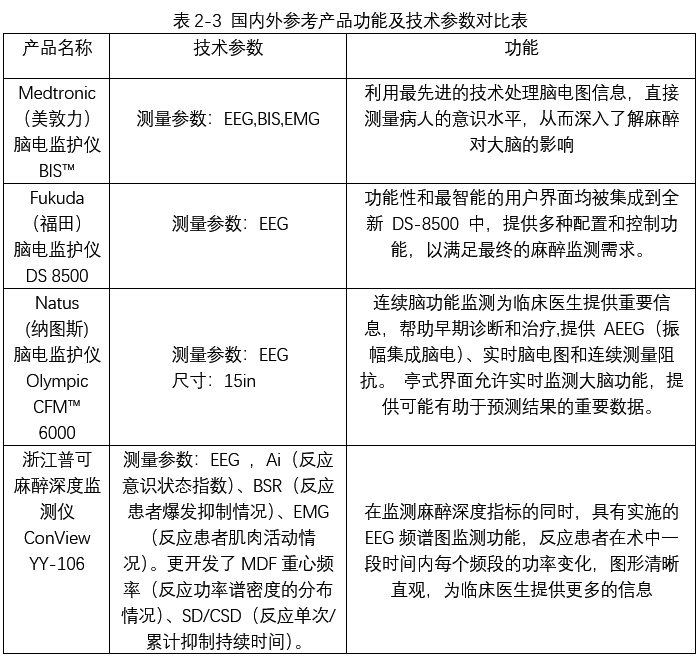 表 2-3 国内外参考产品功能及技术参数对比表
产品名称
技术参数
功能
Medtronic
（美敦力）
脑电监护仪
BIS™
测量参数：EEG,BIS,EMG
利用最先进的技术处理脑电图信息，直接
测量病人的意识水平，从而深入了解麻醉
对大脑的影响
Fukuda
（福田）
脑电监护仪
DS 8500
测量参数：EEG
功能性和最智能的用户界面均被集成到全
新 DS-8500 中，提供多种配置和控制功
能，以满足最终的麻醉监测需求。
Natus
(纳图斯)
脑电监护仪
Olympic
CFM™
6000
测量参数：EEG
尺寸：15in
连续脑功能监测为临床医生提供重要信
息，帮助早期诊断和治疗,提供 AEEG（振
幅集成脑电）、实时脑电图和连续测量阻
抗。 亭式界面允许实时监测大脑功能，提
供可能有助于预测结果的重要数据。
浙江普可
麻醉深度监
测仪
ConView
YY-106
测量参数：EEG ，Ai（反应
意识状态指数）、BSR（反应
患者爆发抑制情况）、EMG
（反应患者肌肉活动情
况）。更开发了 MDF 重心频
率（反应功率谱密度的分布
情况）、SD/CSD（反应单次/
累计抑制持续时间）。
在监测麻醉深度指标的同时，具有实施的
EEG 频谱图监测功能，反应患者在术中一
段时间内每个频段的功率变化，图形清晰
直观，为临床医生提供更多的信息